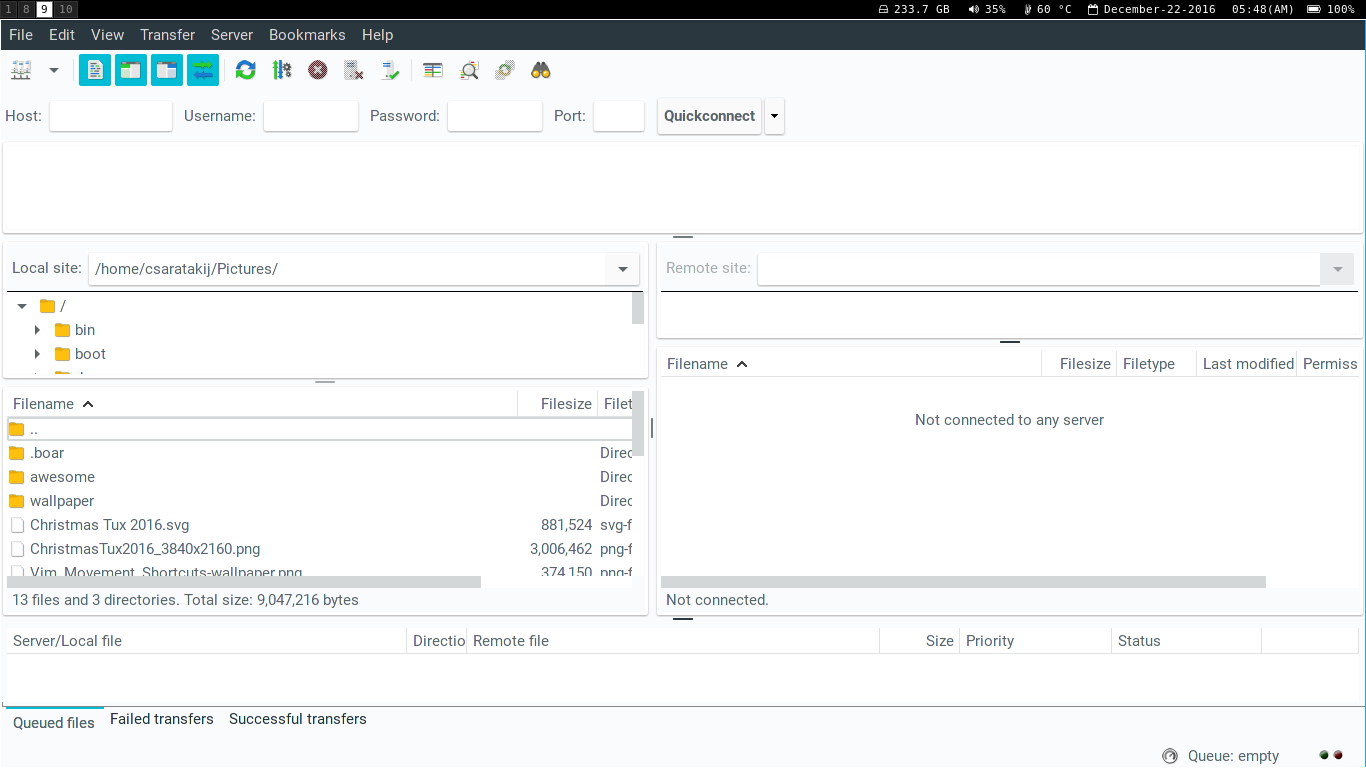 1 8 9 10 233.7 GB 35% 60 °C December-22-2016 05:48(AM) 100%
File Edit View Transfer Server Bookmarks Help
Host: Username: Password: Port: Quickconnect
Local site: /home/csaratakij/Pictures/
/
bin
boot
Filename Filesize Filet
..
.boar Direc
awesome Direc
wallpaper Direc
Christmas Tux 2016.svg 881,524 svg-f
ChristmasTux2016_3840x2160.png 3,006,462 png-f
Vim_Movement_Shortcuts-wallpaper.png 374,150 png-f
13 files and 3 directories. Total size: 9,047,216 bytes
Remote site:
Filename Filesize Filetype Last modified Permiss
Not connected to any server
Not connected.
Server/Local file Directio Remote file Size Priority Status
Queued files Failed transfers Successful transfers
Queue: empty